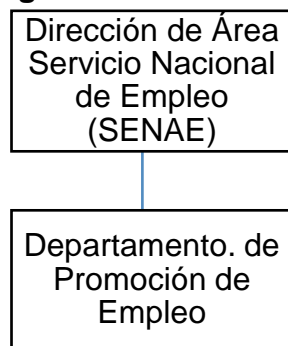 Dirección de Área
Servicio Nacional
de Empleo
(SENAE)
Departamento. de
Promoción de
Empleo